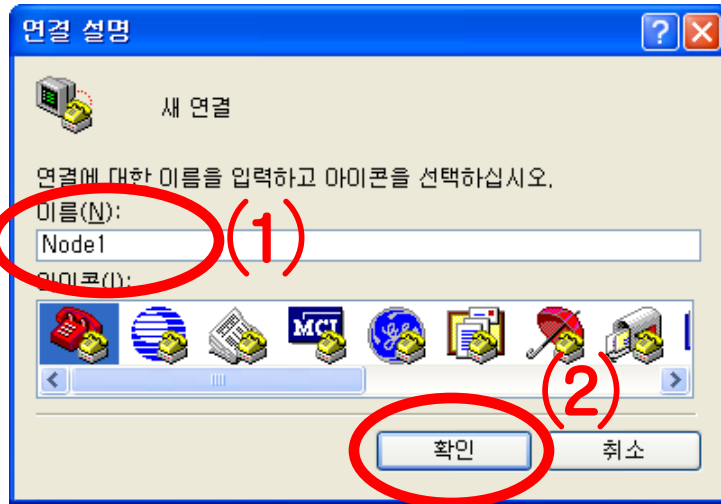 연결 설명
새 연결
연결에 대한 이름을 입력하고 아이콘을 선택하십시오.
이름(N):
Node1
(1)
아이콘(I):
MCI
(2)
확인
취소